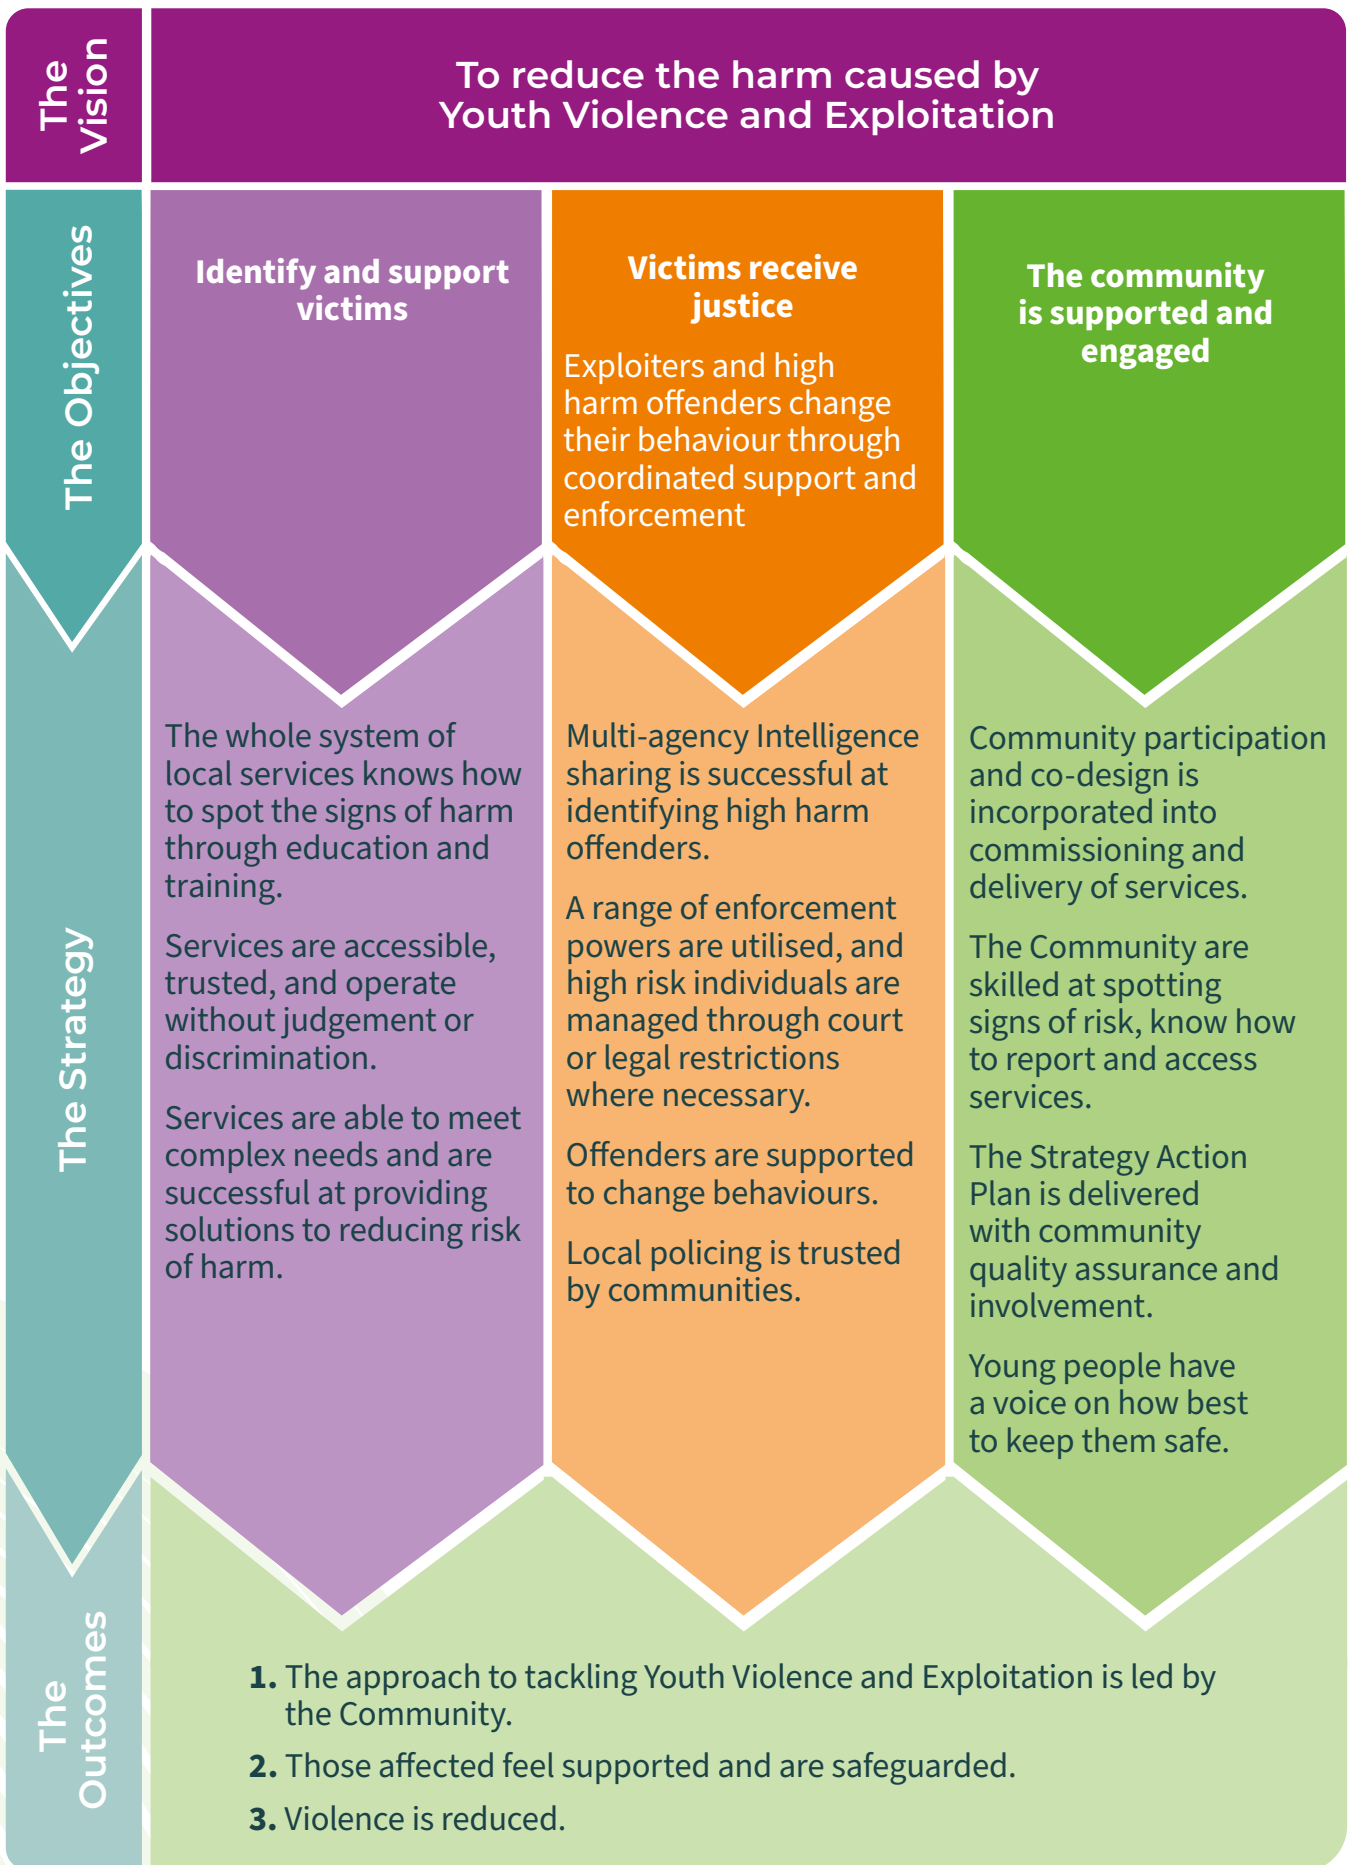 The
Vision
To reduce the harm caused by
Youth Violence and Exploitation
The Objectives
Identify and support
victims
Victims receive
justice
Exploiters and high
harm offenders change
their behaviour through
coordinated support and
enforcement
The community
is supported and
engaged
The Strategy
The whole system of
local services knows how
to spot the signs of harm
through education and
training.
Services are accessible,
trusted, and operate
without judgement or
discrimination.
Services are able to meet
complex needs and are
successful at providing
solutions to reducing risk
of harm.
Multi-agency Intelligence
sharing is successful at
identifying high harm
offenders.
A range of enforcement
powers are utilised, and
high risk individuals are
managed through court
or legal restrictions
where necessary.
Offenders are supported
to change behaviours.
Local policing is trusted
by communities.
Community participation
and co-design is
incorporated into
commissioning and
delivery of services.
The Community are
skilled at spotting
signs of risk, know how
to report and access
services.
The Strategy Action
Plan is delivered
with community
quality assurance and
involvement.
Young people have
a voice on how best
to keep them safe.
The
Outcomes
1. The approach to tackling Youth Violence and Exploitation is led by
the Community.
2. Those affected feel supported and are safeguarded.
3. Violence is reduced.